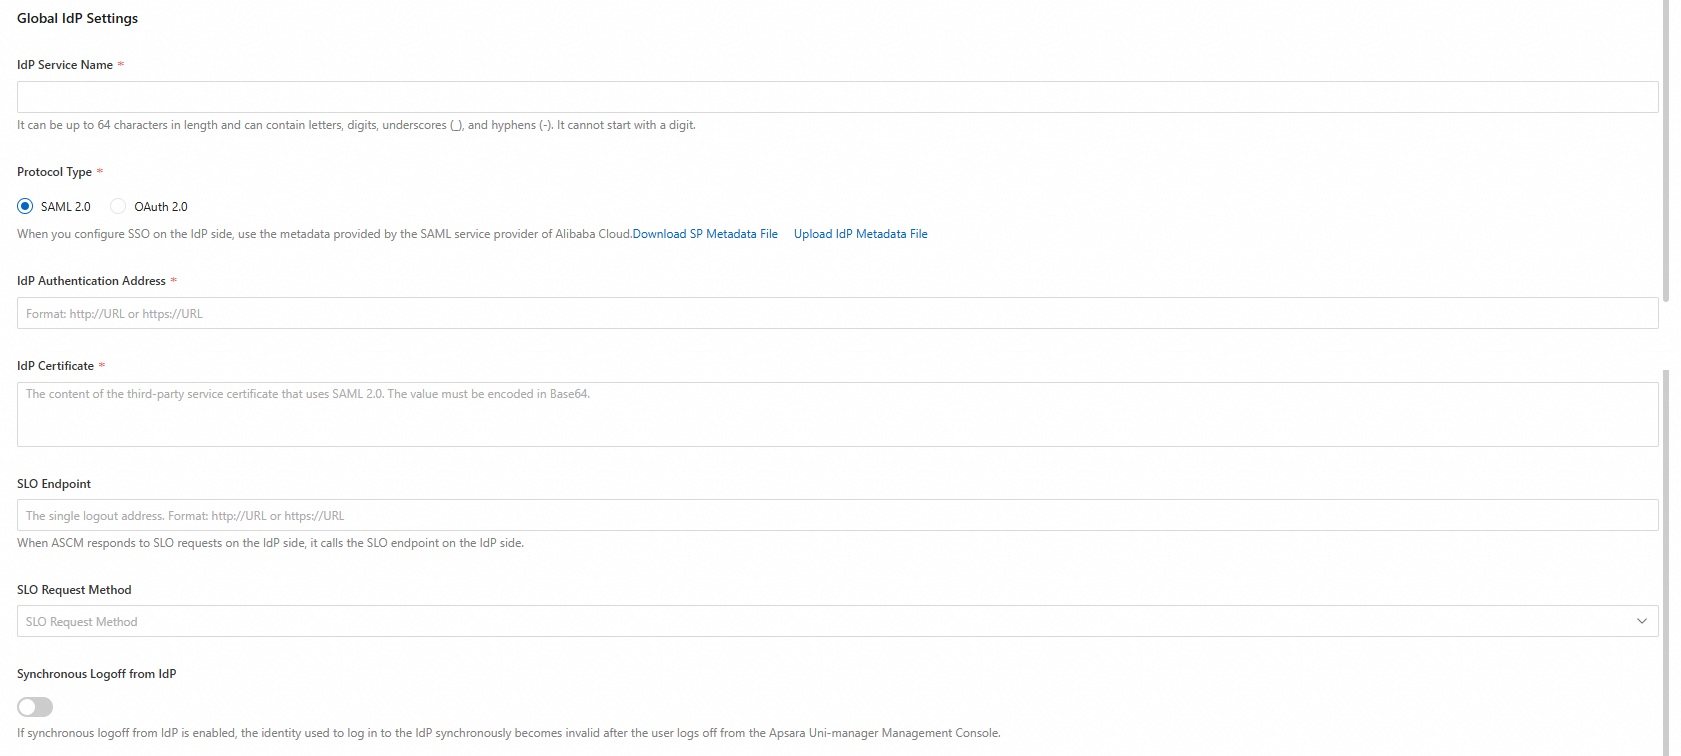 Global IdP Settings
IdP Service Name *
It can be up to 64 characters in length and can contain letters, digits, underscores (_), and hyphens (-). It cannot start with a digit.
Protocol Type *
SAML 2.0 OAuth 2.0
When you configure SSO on the IdP side, use the metadata provided by the SAML service provider of Alibaba Cloud.Download SP Metadata File Upload IdP Metadata File
IdP Authentication Address *
Format: http://URL or https://URL
IdP Certificate *
The content of the third-party service certificate that uses SAML 2.0. The value must be encoded in Base64.
SLO Endpoint
The single logout address. Format: http://URL or https://URL
When ASCM responds to SLO requests on the IdP side, it calls the SLO endpoint on the IdP side.
SLO Request Method
SLO Request Method
Synchronous Logoff from IdP
If synchronous logoff from IdP is enabled, the identity used to log in to the IdP synchronously becomes invalid after the user logs off from the Apsara Uni-manager Management Console.